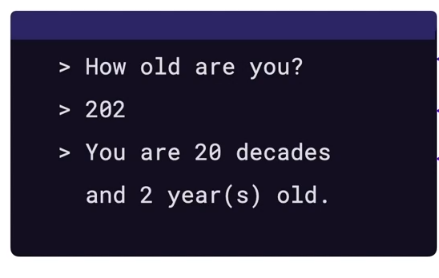 > How old are you?
> 202
> You are 20 decades
and 2 year(s) old.